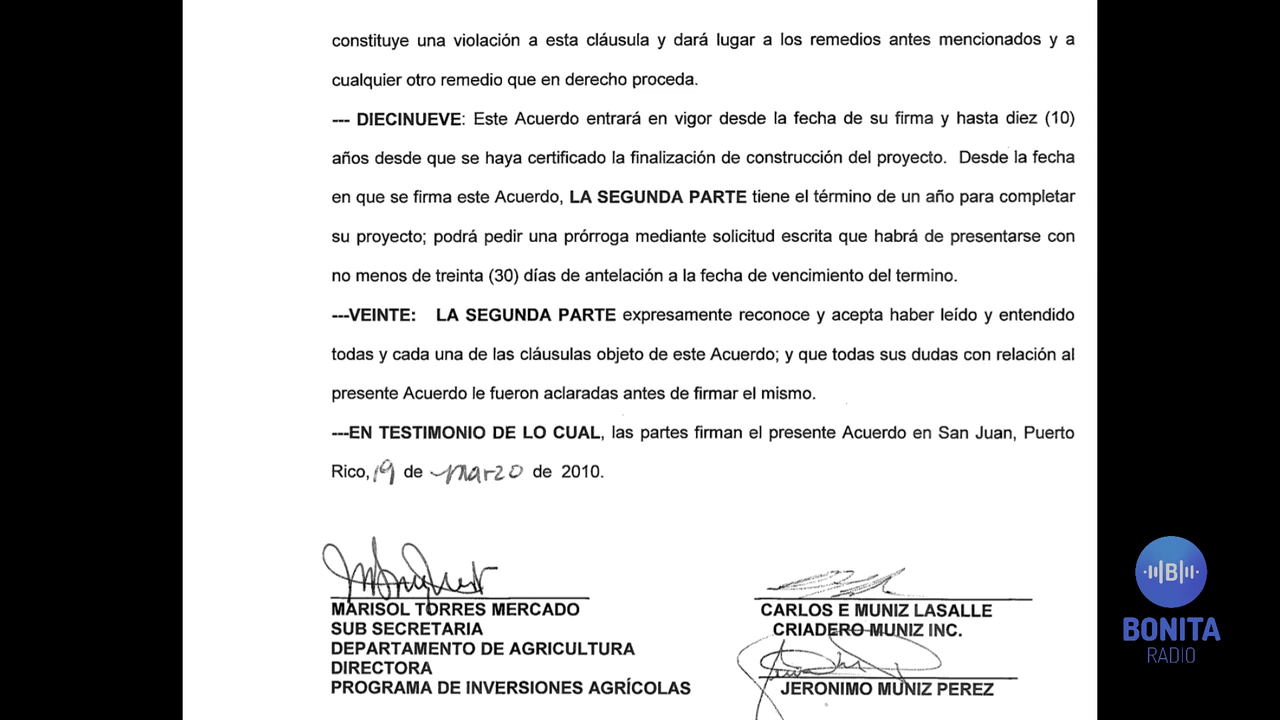 constituye una violación a esta cláusula y dará lugar a los remedios antes mencionados y a
cualquier otro remedio que en derecho proceda.
--- DIECINUEVE: Este Acuerdo entrará en vigor desde la fecha de su firma y hasta diez (10)
años desde que se haya certificado la finalización de construcción del proyecto. Desde la fecha
en que se firma este Acuerdo, LA SEGUNDA PARTE tiene el término de un año para completar
su proyecto; podrá pedir una prórroga mediante solicitud escrita que habrá de presentarse con
no menos de treinta (30) días de antelación a la fecha de vencimiento del termino.
---VEINTE: LA SEGUNDA PARTE expresamente reconoce y acepta haber leído y entendido
todas y cada una de las cláusulas objeto de este Acuerdo; y que todas sus dudas con relación al
presente Acuerdo le fueron aclaradas antes de firmar el mismo.
---EN TESTIMONIO DE LO CUAL, las partes firman el presente Acuerdo en San Juan, Puerto
Rico, 19 de marzo de 2010.
MARISOL TORRES MERCADO
SUB SECRETARIA
DEPARTAMENTO DE AGRICULTURA
DIRECTORA
PROGRAMA DE INVERSIONES AGRÍCOLAS
CARLOS E MUNIZ LASALLE
CRIADERO MUNIZ INC.
JERONIMO MUNIZ PEREZ
B
BONITA
RADIO